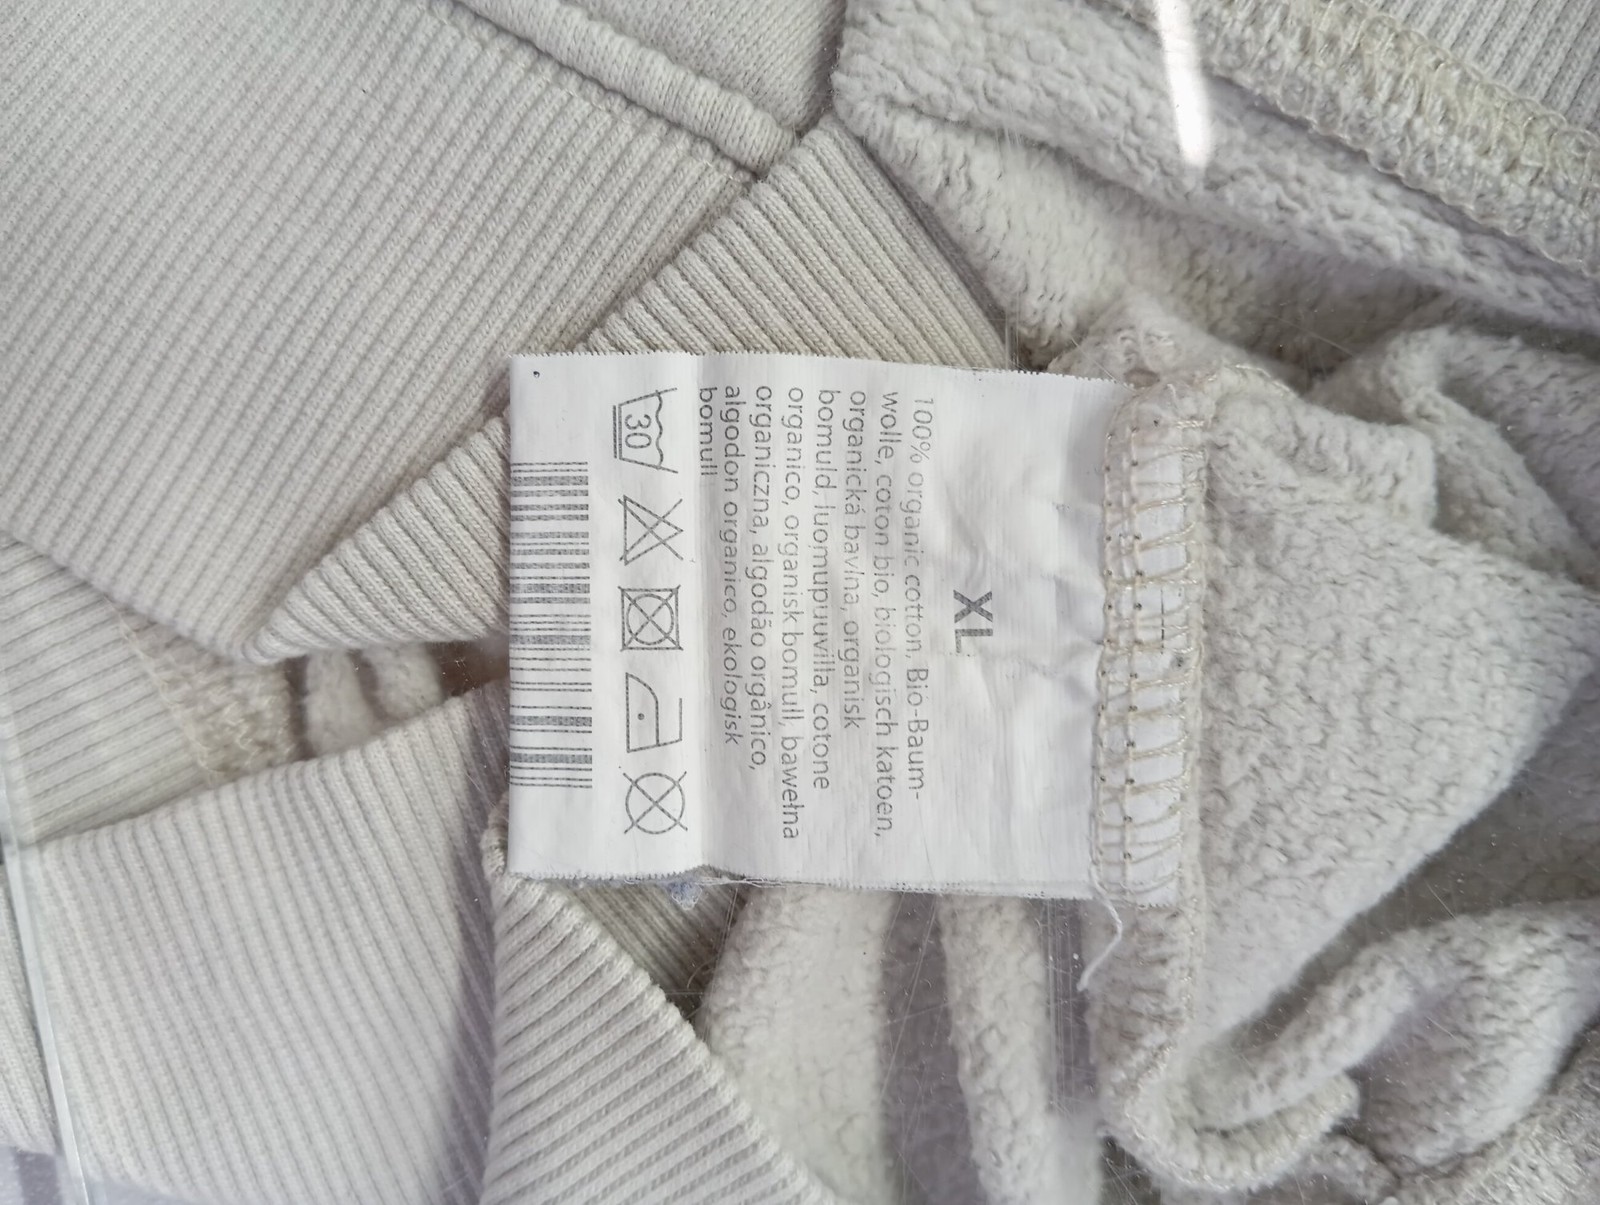 XL
100% organic cotton, Bio-Baum-
wolle, coton bio, biologisch katoen,
organická bavlna, organisk
bomuld, luomupuuvilla, cotone
organico, organisk bomull, bawełna
organiczna, algodão orgânico,
algodon organico, ekologisk
bomull
30